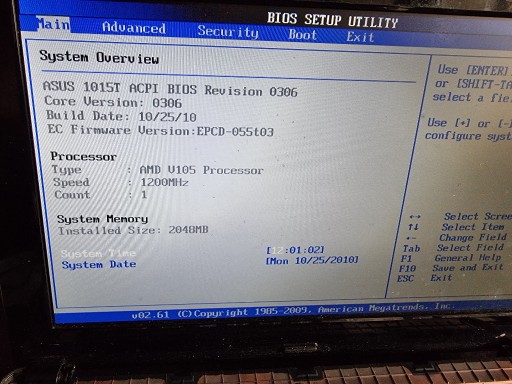 BIOS SETUP UTILITY
Main Advanced Security Boot Exit
System Overview
ASUS 1015T ACPI BIOS Revision 0306
Core Version: 0306
Build Date: 10/25/10
EC Firmware Version:EPCD-055t03
Processor
Type : AMD V105 Processor
Speed : 1200MHz
Count : 1
System Memory
Installed Size: 2048MB
System Time [12:01:02]
System Date [Mon 10/25/2010]
Use [ENTER]
or [SHIFT-TA
select a fie
Use [+] or [-]
configure syst
↔ Select Scree
↑↓ Select Item
←- Change Field
Tab Select Field
F1 General Help
F10 Save and Exit
ESC Exit
v02.61 (C)Copyright 1985-2009, American Megatrends, Inc.